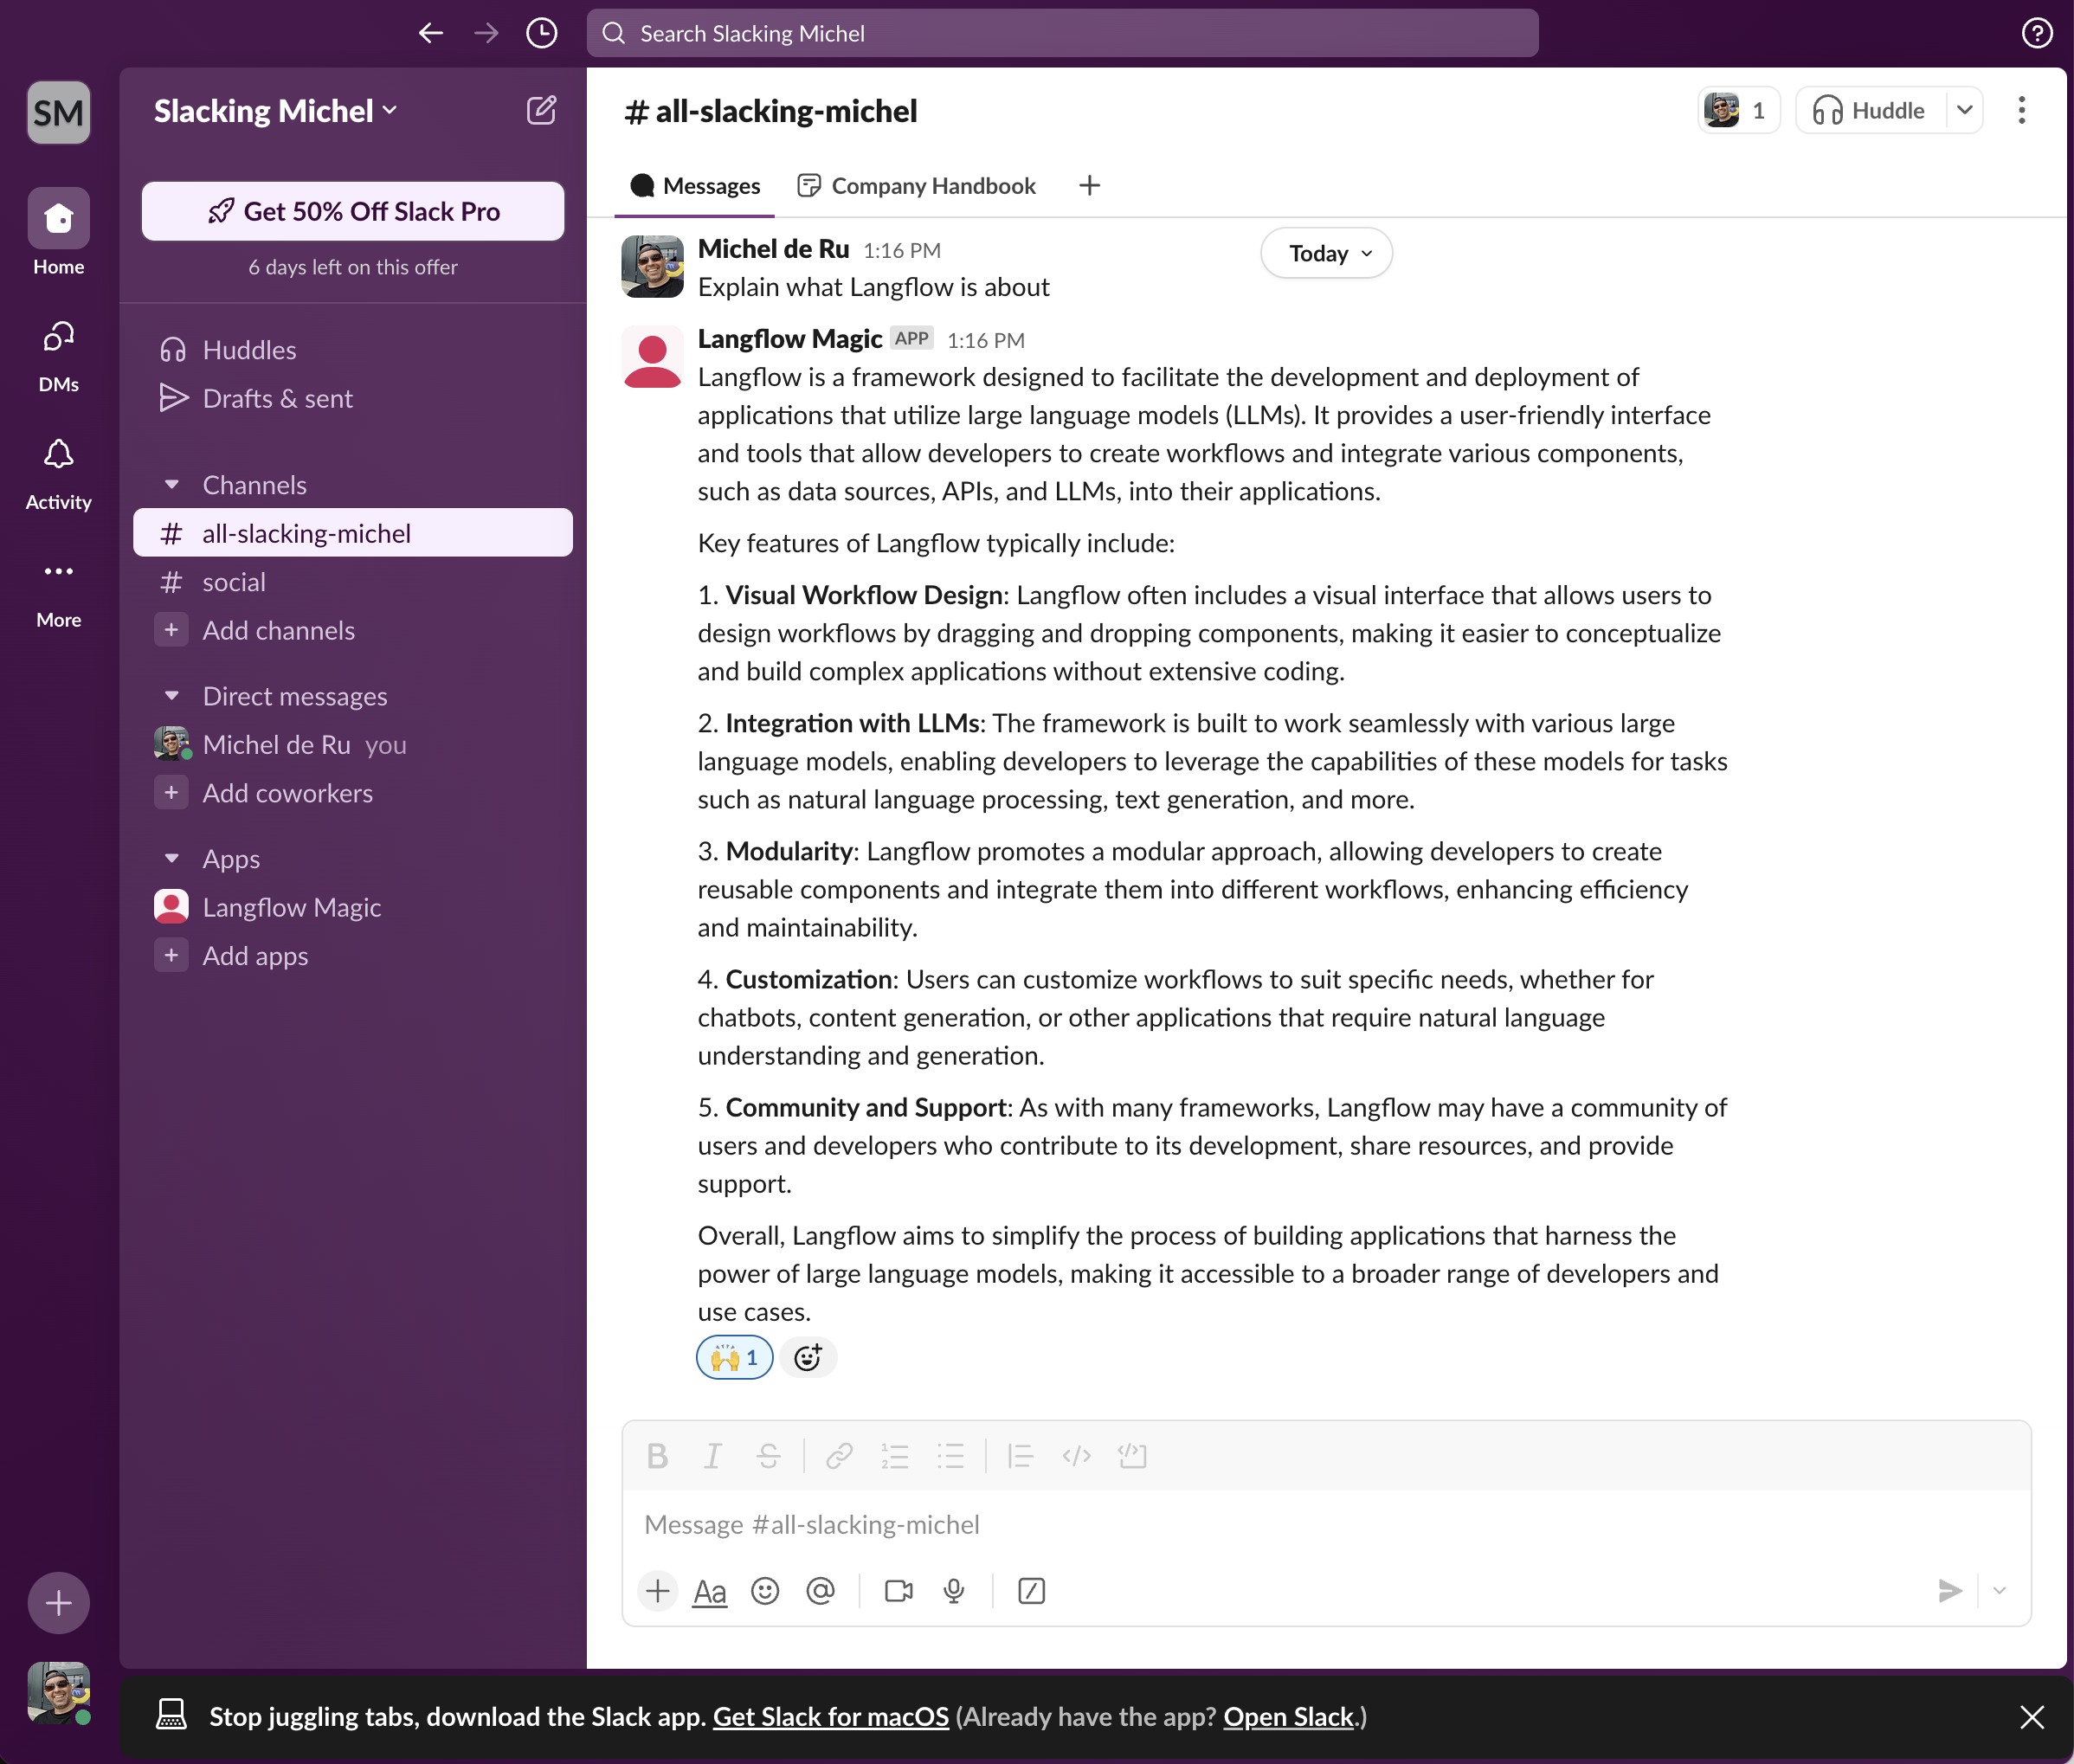 Search Slacking Michel
SM
Slacking Michel
Get 50% Off Slack Pro
6 days left on this offer
Home
DMs
Activity
More
Huddles
Drafts & sent
Channels
# all-slacking-michel
# social
+ Add channels
Direct messages
Michel de Ru you
+ Add coworkers
Apps
Langflow Magic
+ Add apps
# all-slacking-michel
1
Huddle
Messages
Company Handbook
Today
Michel de Ru 1:16 PM
Explain what Langflow is about
Langflow Magic APP 1:16 PM
Langflow is a framework designed to facilitate the development and deployment of
applications that utilize large language models (LLMs). It provides a user-friendly interface
and tools that allow developers to create workflows and integrate various components,
such as data sources, APIs, and LLMs, into their applications.
Key features of Langflow typically include:
1. Visual Workflow Design: Langflow often includes a visual interface that allows users to
design workflows by dragging and dropping components, making it easier to conceptualize
and build complex applications without extensive coding.
2. Integration with LLMs: The framework is built to work seamlessly with various large
language models, enabling developers to leverage the capabilities of these models for tasks
such as natural language processing, text generation, and more.
3. Modularity: Langflow promotes a modular approach, allowing developers to create
reusable components and integrate them into different workflows, enhancing efficiency
and maintainability.
4. Customization: Users can customize workflows to suit specific needs, whether for
chatbots, content generation, or other applications that require natural language
understanding and generation.
5. Community and Support: As with many frameworks, Langflow may have a community of
users and developers who contribute to its development, share resources, and provide
support.
Overall, Langflow aims to simplify the process of building applications that harness the
power of large language models, making it accessible to a broader range of developers and
use cases.
🙌 1
Message #all-slacking-michel
Aa
Stop juggling tabs, download the Slack app. Get Slack for macOS (Already have the app? Open Slack.)